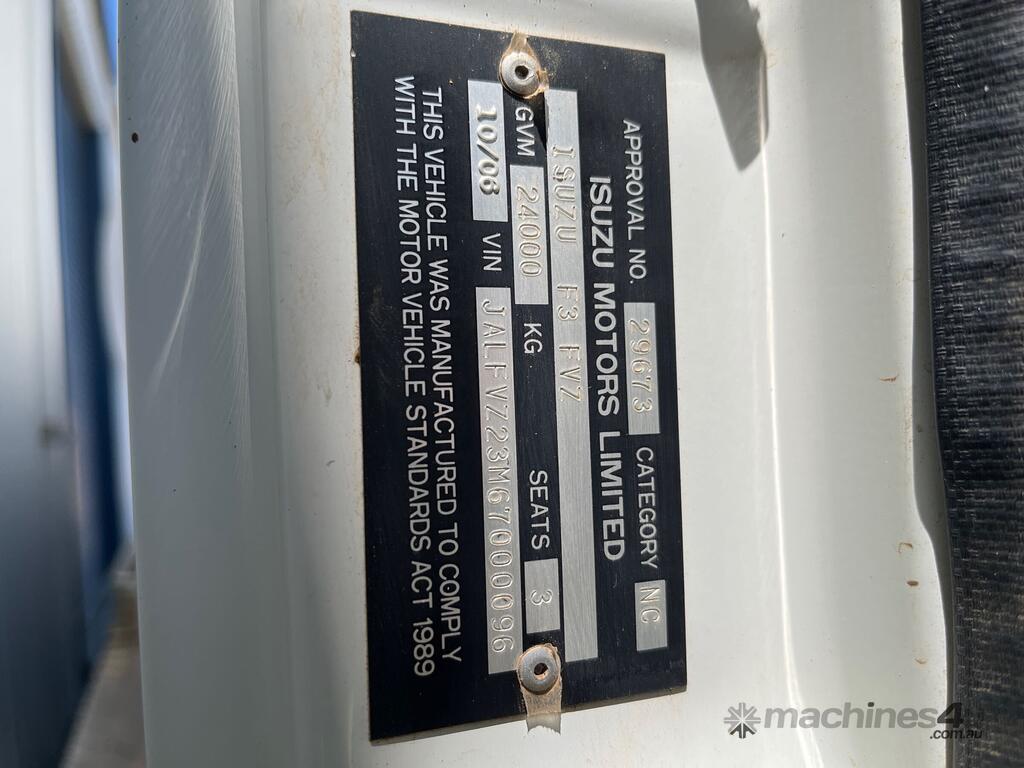 APPROVAL NO. 29673 CATEGORY NC
ISUZU MOTORS LIMITED
ISUZU F3 FVZ
GVM 24000 KG SEATS 3
10/06 VIN JALFVZ23M67000096
THIS VEHICLE WAS MANUFACTURED TO COMPLY
WITH THE MOTOR VEHICLE STANDARDS ACT 1989
machines4u
.com.au